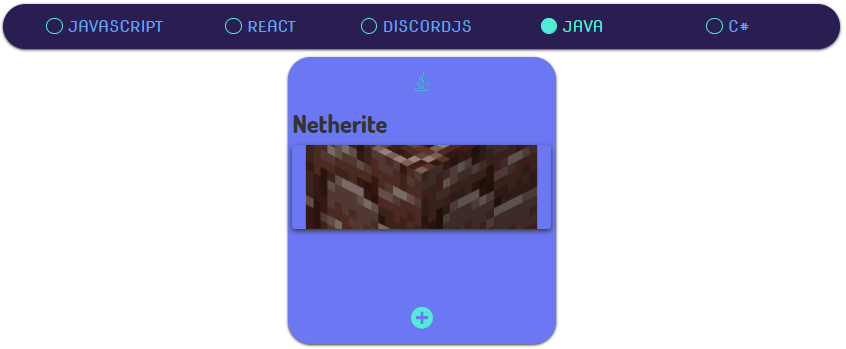 JAVASCRIPT REACT DISCORDJS JAVA C#
Netherite